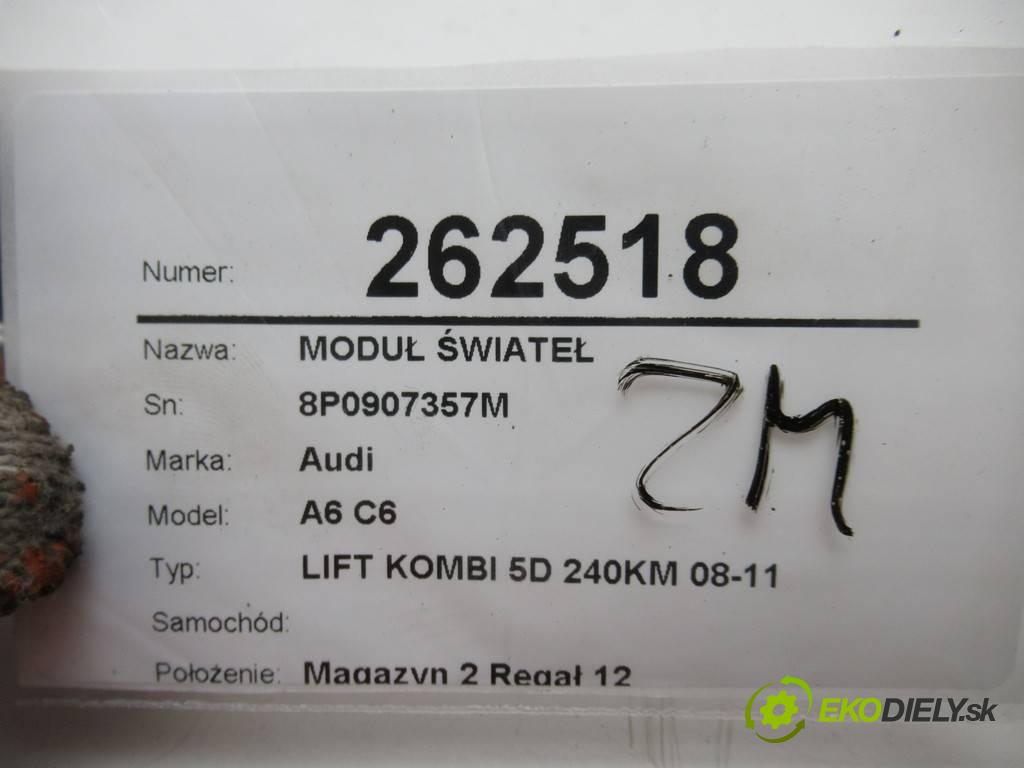 Numer: 262518
Nazwa: MODUŁ ŚWIATEŁ
Sn: 8P0907357M
Marka: Audi
Model: A6 C6
Typ: LIFT KOMBI 5D 240KM 08-11
Samochód:
Położenie: Magazyn 2 Regał 12
ZM
EKODIELY.sk